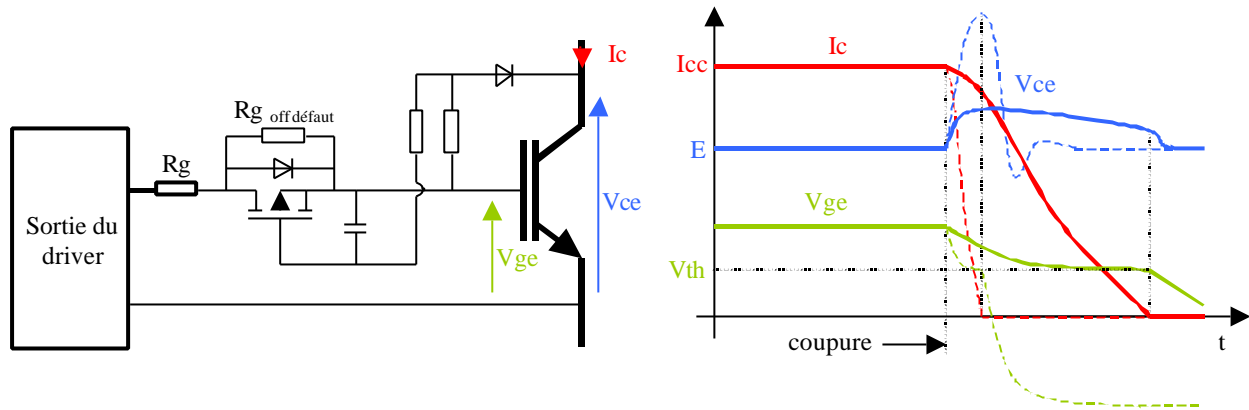 Sortie du
driver
Rg
Rg off défaut
Vge
Ic
Vce
Icc
E
Vth
Ic
Vce
Vge
coupure
t